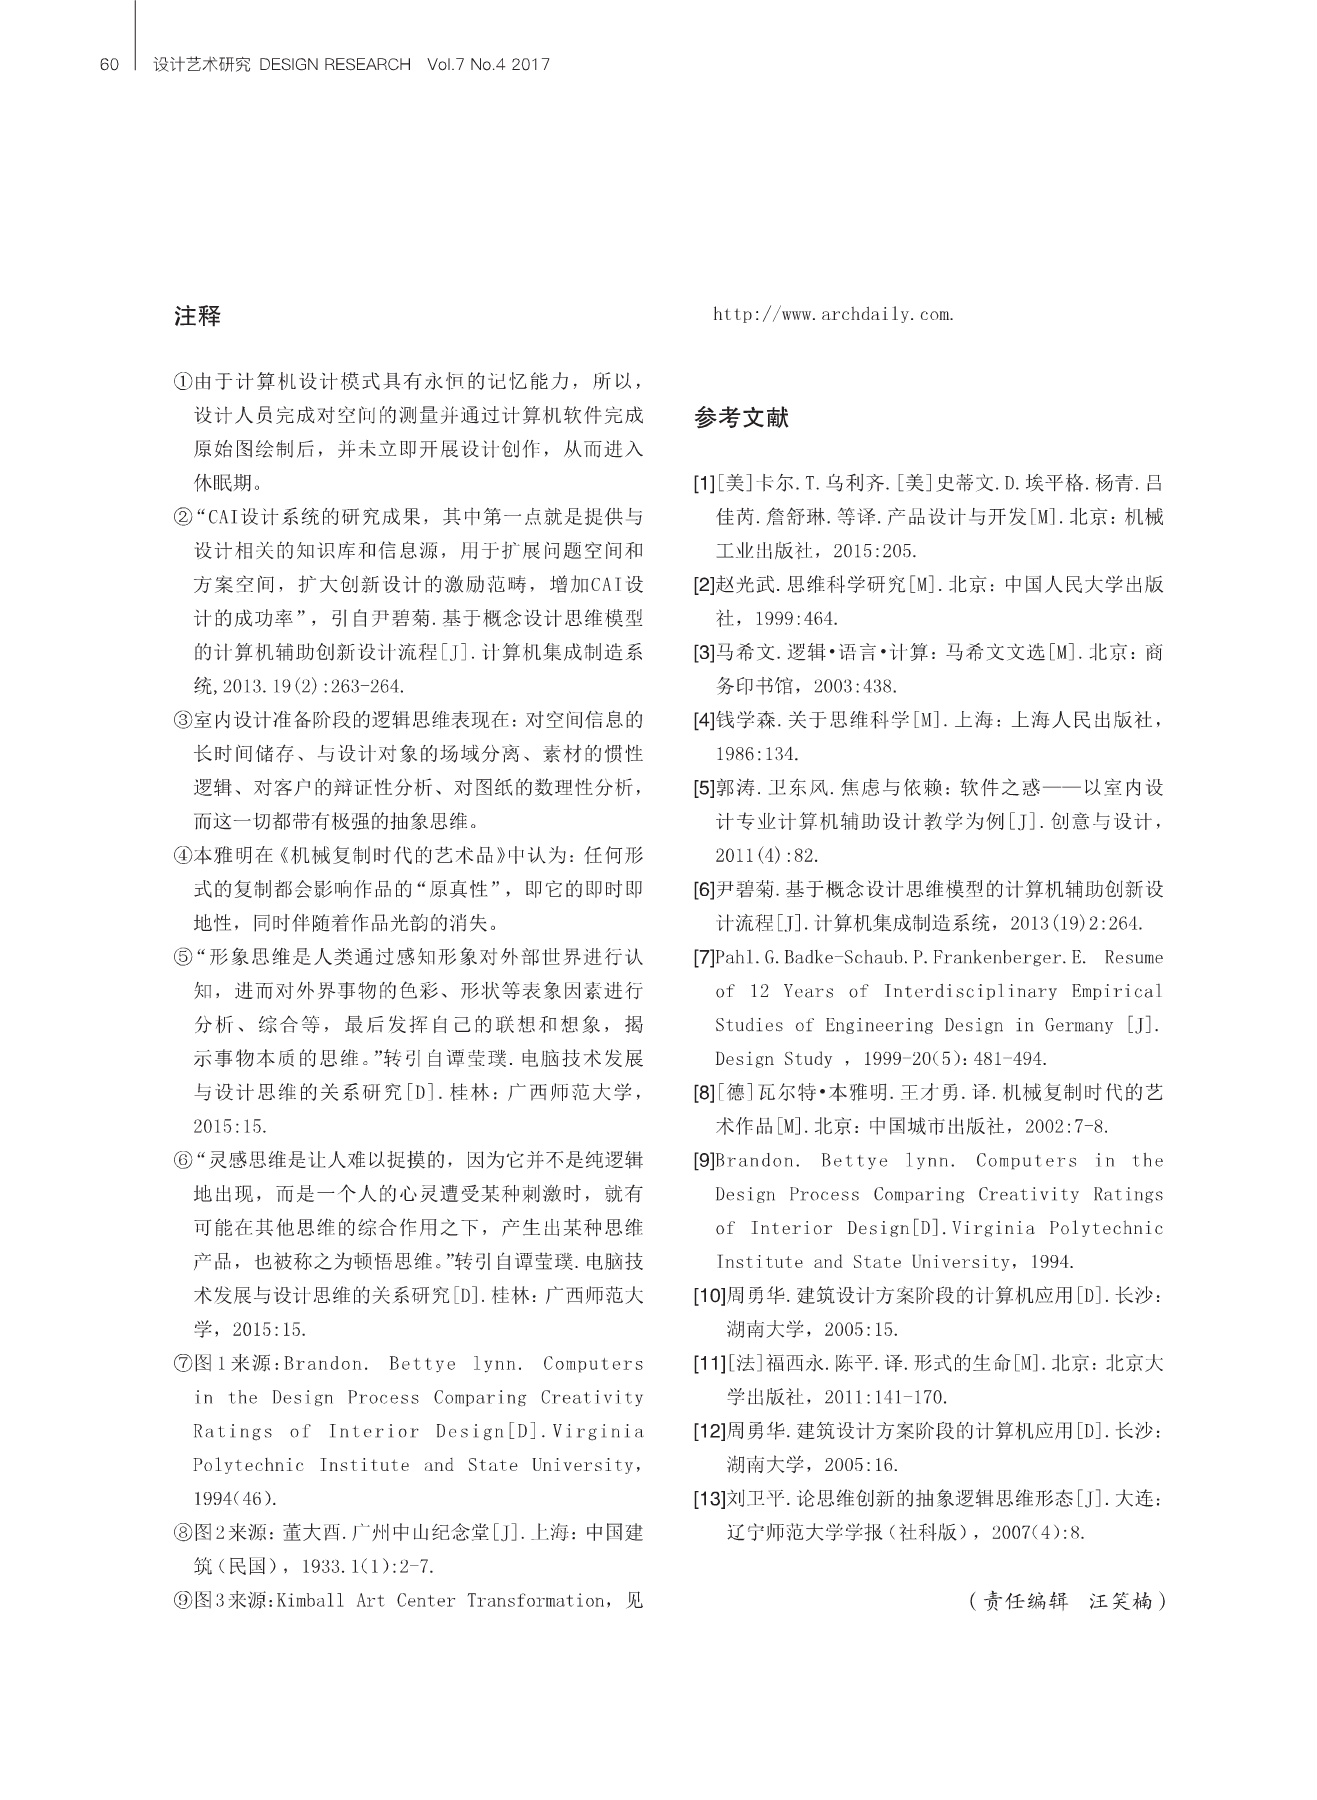 60 设计艺术研究 DESIGN RESEARCH Vol.7 No.4 2017
注释
①由于计算机设计模式具有永恒的记忆能力，所以，
设计人员完成对空间的测量并通过计算机软件完成
原始图绘制后，并未立即开展设计创作，从而进入
休眠期。
②“CAI设计系统的研究成果，其中第一点就是提供与
设计相关的知识库和信息源，用于扩展问题空间和
方案空间，扩大创新设计的激励范畴，增加CAI设
计的成功率”，引自尹碧菊.基于概念设计思维模型
的计算机辅助创新设计流程[J].计算机集成制造系
统,2013.19(2):263-264.
③室内设计准备阶段的逻辑思维表现在：对空间信息的
长时间储存、与设计对象的场域分离、素材的惯性
逻辑、对客户的辩证性分析、对图纸的数理性分析，
而这一切都带有极强的抽象思维。
④本雅明在《机械复制时代的艺术品》中认为：任何形
式的复制都会影响作品的“原真性”，即它的即时即
地性，同时伴随着作品光韵的消失。
⑤“形象思维是人类通过感知形象对外部世界进行认
知，进而对外界事物的色彩、形状等表象因素进行
分析、综合等，最后发挥自己的联想和想象，揭
示事物本质的思维。”转引自谭莹璞.电脑技术发展
与设计思维的关系研究[D].桂林：广西师范大学，
2015:15.
⑥“灵感思维是让人难以捉摸的，因为它并不是纯逻辑
地出现，而是一个人的心灵遭受某种刺激时，就有
可能在其他思维的综合作用之下，产生出某种思维
产品，也被称之为顿悟思维。”转引自谭莹璞.电脑技
术发展与设计思维的关系研究[D].桂林：广西师范大
学，2015:15.
⑦图1来源:Brandon. Bettye lynn. Computers
in the Design Process Comparing Creativity
Ratings of Interior Design[D].Virginia
Polytechnic Institute and State University，
1994(46).
⑧图2来源：董大酉.广州中山纪念堂[J].上海：中国建
筑（民国），1933.1(1):2-7.
⑨图3来源:Kimball Art Center Transformation，见
http://www.archdaily.com.
参考文献
[1][美]卡尔.T.乌利齐.[美]史蒂文.D.埃平格.杨青.吕
佳芮.詹舒琳.等译.产品设计与开发[M].北京：机械
工业出版社，2015:205.
[2]赵光武.思维科学研究[M].北京：中国人民大学出版
社，1999:464.
[3]马希文.逻辑•语言•计算：马希文文选[M].北京：商
务印书馆，2003:438.
[4]钱学森.关于思维科学[M].上海：上海人民出版社，
1986:134.
[5]郭涛.卫东风.焦虑与依赖：软件之惑——以室内设
计专业计算机辅助设计教学为例[J].创意与设计，
2011(4):82.
[6]尹碧菊.基于概念设计思维模型的计算机辅助创新设
计流程[J].计算机集成制造系统，2013(19)2:264.
[7]Pahl.G.Badke-Schaub.P.Frankenberger.E. Resume
of 12 Years of Interdisciplinary Empirical
Studies of Engineering Design in Germany [J].
Design Study ，1999-20(5):481-494.
[8][德]瓦尔特•本雅明.王才勇.译.机械复制时代的艺
术作品[M].北京：中国城市出版社，2002:7-8.
[9]Brandon. Bettye lynn. Computers in the
Design Process Comparing Creativity Ratings
of Interior Design[D].Virginia Polytechnic
Institute and State University，1994.
[10]周勇华.建筑设计方案阶段的计算机应用[D].长沙：
湖南大学，2005:15.
[11][法]福西永.陈平.译.形式的生命[M].北京：北京大
学出版社，2011:141-170.
[12]周勇华.建筑设计方案阶段的计算机应用[D].长沙：
湖南大学，2005:16.
[13]刘卫平.论思维创新的抽象逻辑思维形态[J].大连：
辽宁师范大学学报（社科版），2007(4):8.
（责任编辑 汪笑楠）